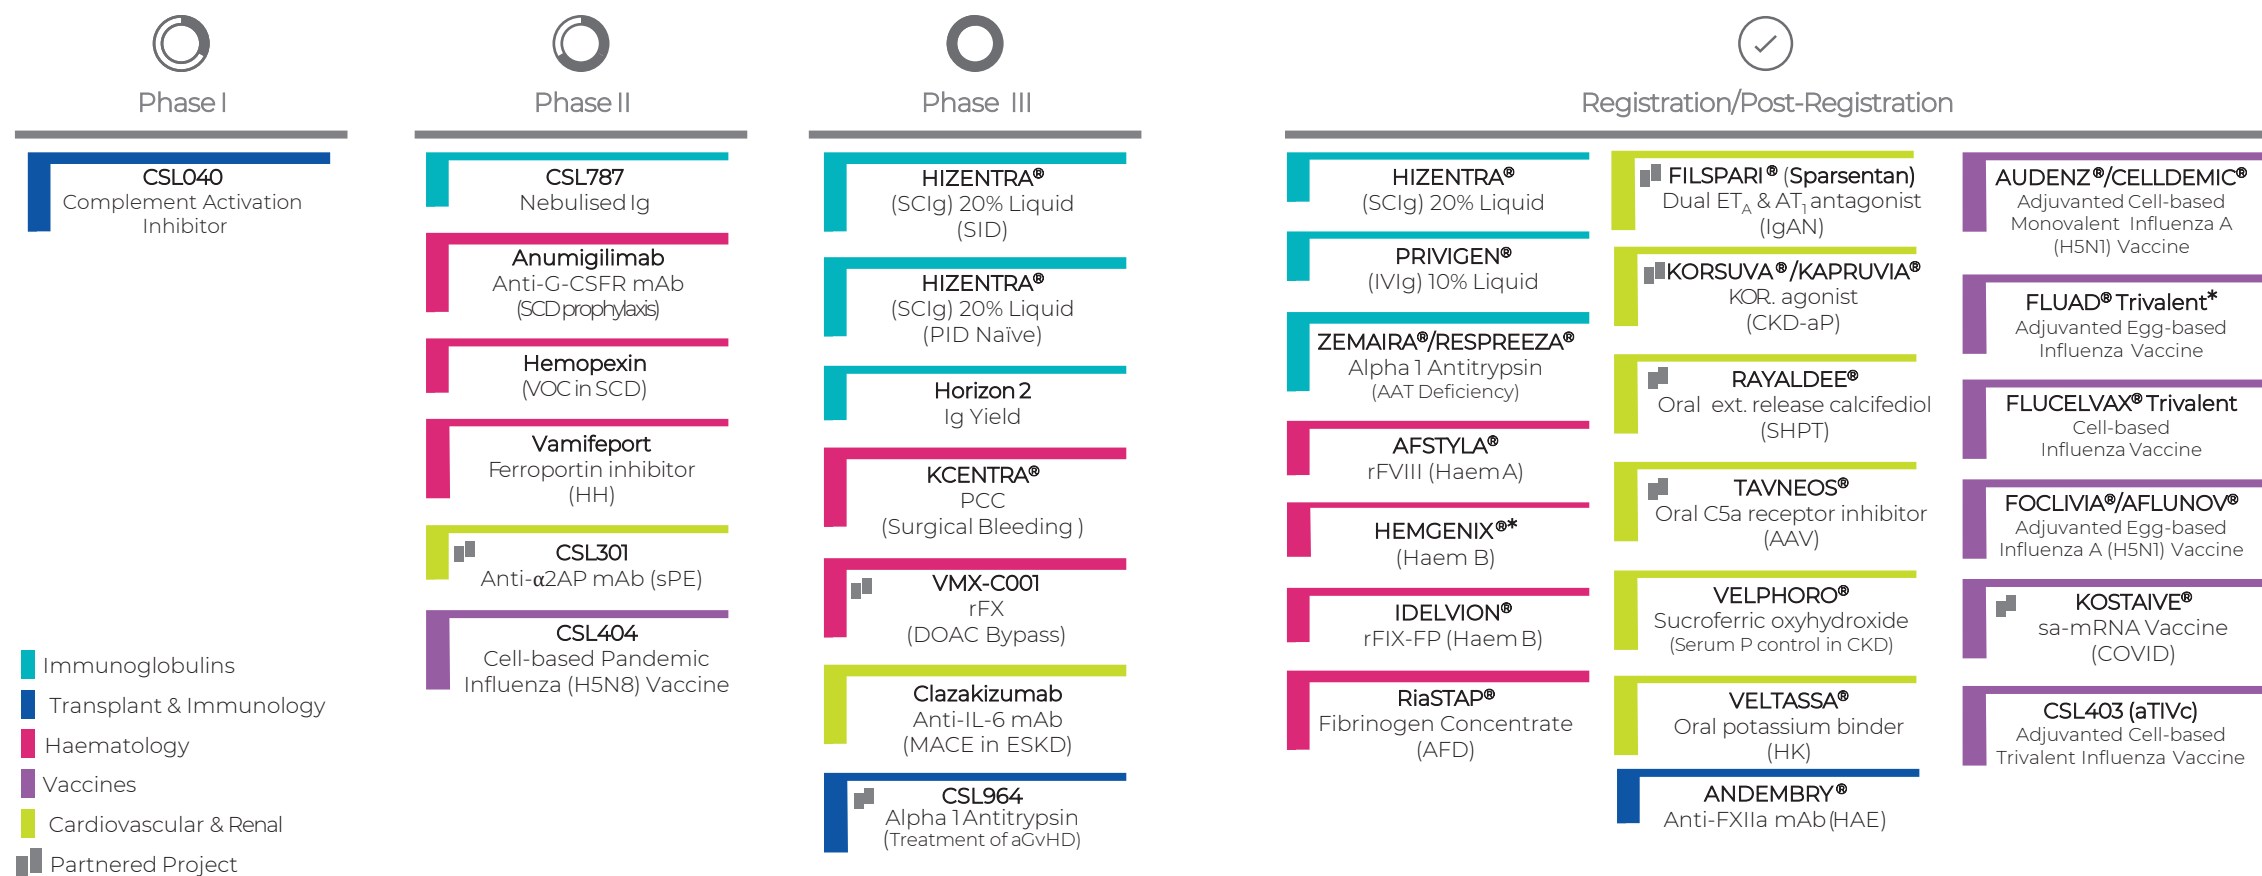 Phase I
CSL040
Complement Activation
Inhibitor
Phase II
CSL787
Nebulised Ig
Anumigilimab
Anti-G-CSFR mAb
(SCD prophylaxis)
Hemopexin
(VOC in SCD)
Vamifeport
Ferroportin inhibitor
(HH)
CSL301
Anti-α2AP mAb (sPE)
CSL404
Cell-based Pandemic
Influenza (H5N8) Vaccine
Phase III
HIZENTRA®
(SCIg) 20% Liquid
(SID)
HIZENTRA®
(SCIg) 20% Liquid
(PID Naïve)
Horizon 2
Ig Yield
KCENTRA®
PCC
(Surgical Bleeding )
VMX-C001
rFX
(DOAC Bypass)
Clazakizumab
Anti-IL-6 mAb
(MACE in ESKD)
CSL964
Alpha 1 Antitrypsin
(Treatment of aGvHD)
Registration/Post-Registration
HIZENTRA®
(SCIg) 20% Liquid
PRIVIGEN®
(IVIg) 10% Liquid
ZEMAIRA®/RESPREEZA®
Alpha 1 Antitrypsin
(AAT Deficiency)
AFSTYLA®
rFVIII (Haem A)
HEMGENIX®*
(Haem B)
IDELVION®
rFIX-FP (Haem B)
RiaSTAP®
Fibrinogen Concentrate
(AFD)
FILSPARI® (Sparsentan)
Dual ETA & AT1 antagonist
(IgAN)
KORSUVA®/KAPRUVIA®
KOR. agonist
(CKD-aP)
RAYALDEE®
Oral ext. release calcifediol
(SHPT)
TAVNEOS®
Oral C5a receptor inhibitor
(AAV)
VELPHORO®
Sucroferric oxyhydroxide
(Serum P control in CKD)
VELTASSA®
Oral potassium binder
(HK)
ANDEMBRY®
Anti-FXIIa mAb (HAE)
AUDENZ®/CELLDEMIC®
Adjuvanted Cell-based
Monovalent Influenza A
(H5N1) Vaccine
FLUAD® Trivalent*
Adjuvanted Egg-based
Influenza Vaccine
FLUCELVAX® Trivalent
Cell-based
Influenza Vaccine
FOCLIVIA®/AFLUNOV®
Adjuvanted Egg-based
Influenza A (H5N1) Vaccine
KOSTAIVE®
sa-mRNA Vaccine
(COVID)
CSL403 (aTIVc)
Adjuvanted Cell-based
Trivalent Influenza Vaccine
Immunoglobulins
Transplant & Immunology
Haematology
Vaccines
Cardiovascular & Renal
Partnered Project